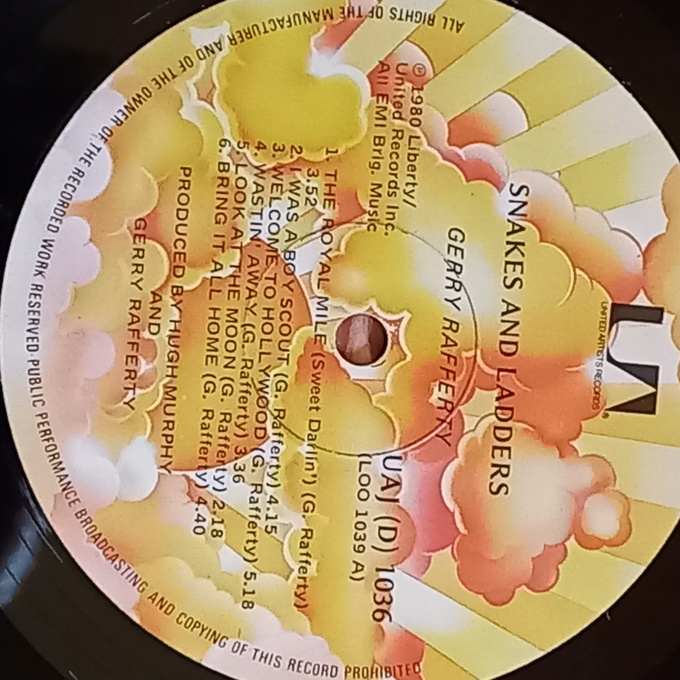 UA
UNITED ARTISTS RECORDS
SNAKES AND LADDERS
GERRY RAFFERTY
℗ 1980 Liberty/
United Records Inc.
All EMI Brig. Music
UAJ (D) 1036
(LOO 1039 A)
1. THE ROYAL MILE (Sweet Darlin') (G. Rafferty)
3.52
2. I WAS A BOY SCOUT (G. Rafferty) 4.15
3. WELCOME TO HOLLYWOOD (G. Rafferty) 5.18
4. WASTIN' AWAY (G. Rafferty) 3.36
5. LOOK AT THE MOON (G. Rafferty) 2.18
6. BRING IT ALL HOME (G. Rafferty) 4.40
PRODUCED BY HUGH MURPHY
AND
GERRY RAFFERTY
ALL RIGHTS OF THE MANUFACTURER AND OF THE OWNER OF THE RECORDED WORK RESERVED·PUBLIC PERFORMANCE BROADCASTING AND COPYING OF THIS RECORD PROHIBITED